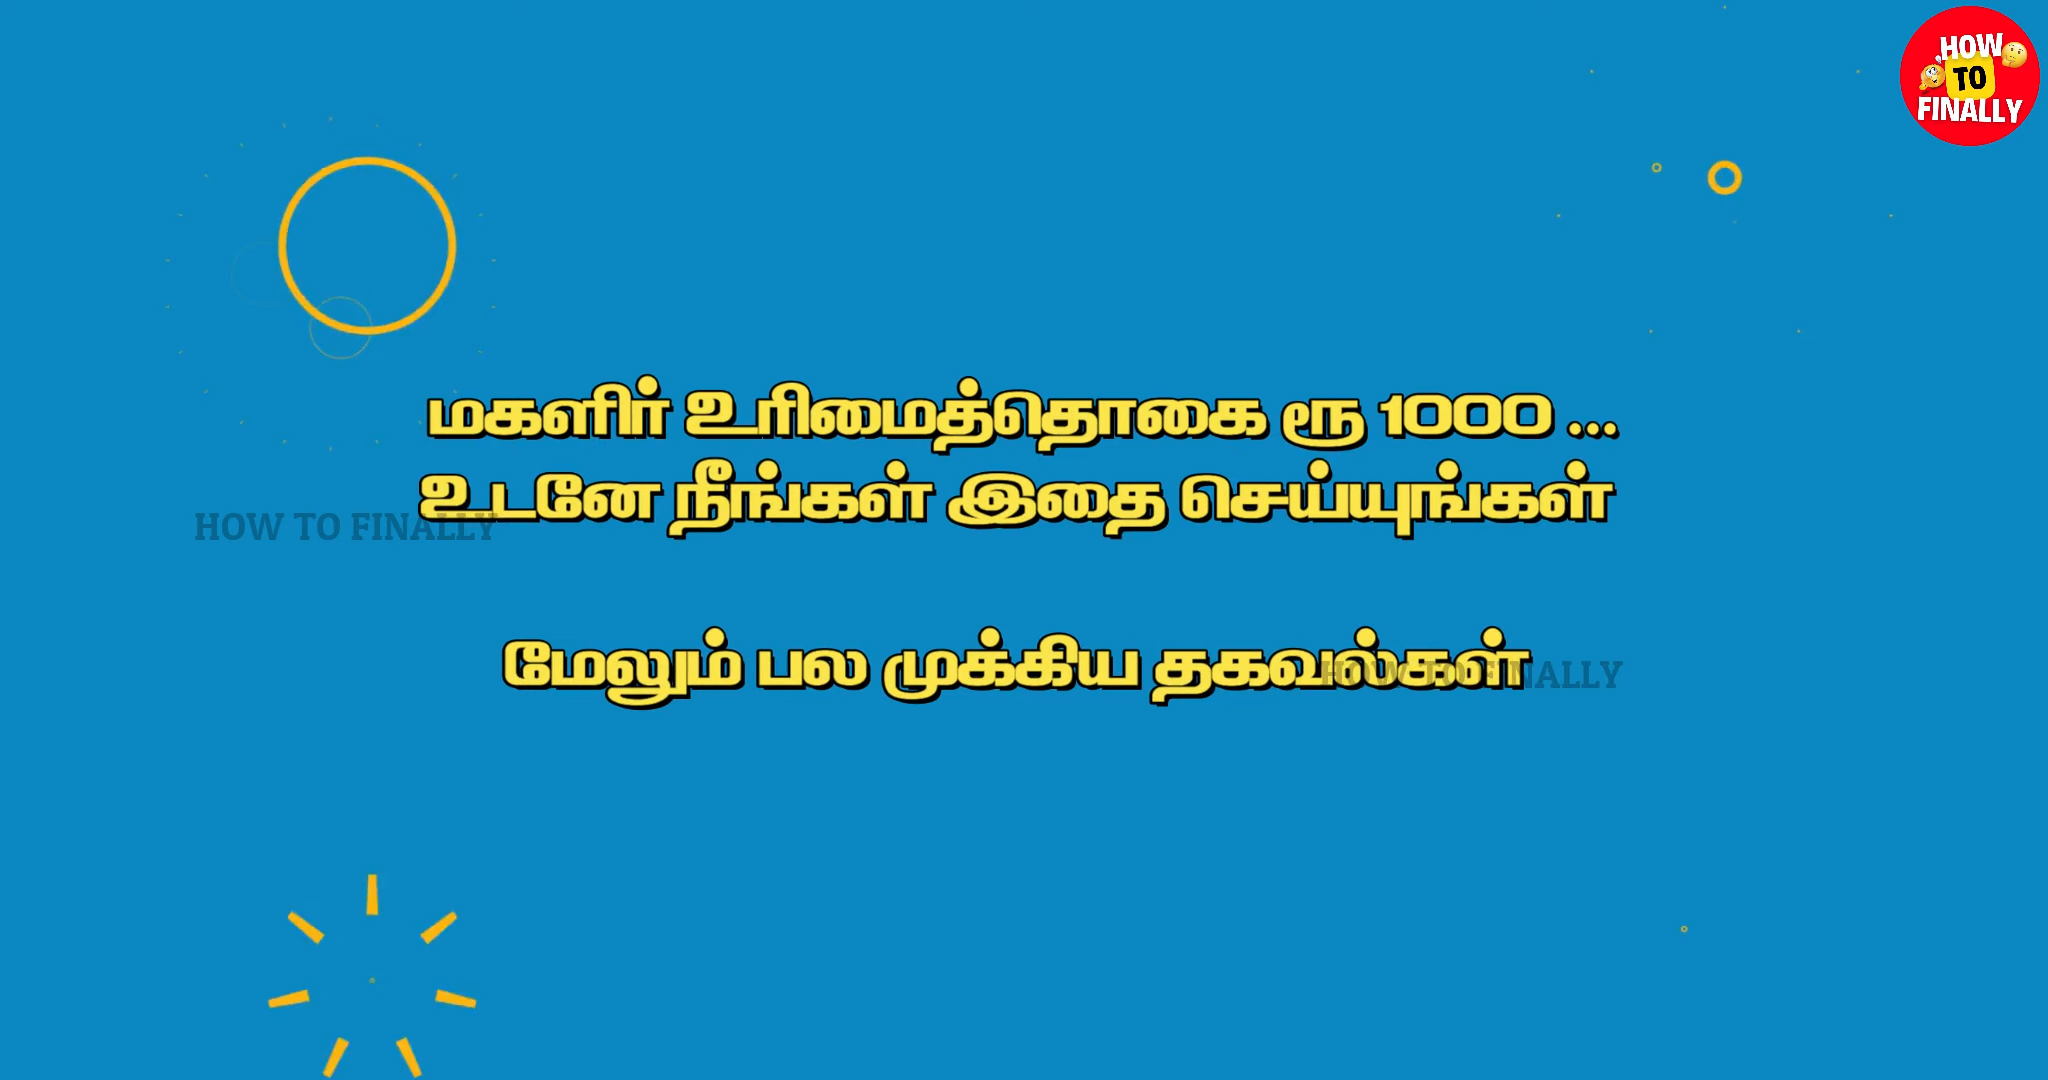 HOW
TO
FINALLY
மகளிர் உரிமைத்தொகை ரூ 1000 ...
உடனே நீங்கள் இதை செய்யுங்கள்
HOW TO FINALLY
மேலும் பல முக்கிய தகவல்கள்
HOW TO FINALLY